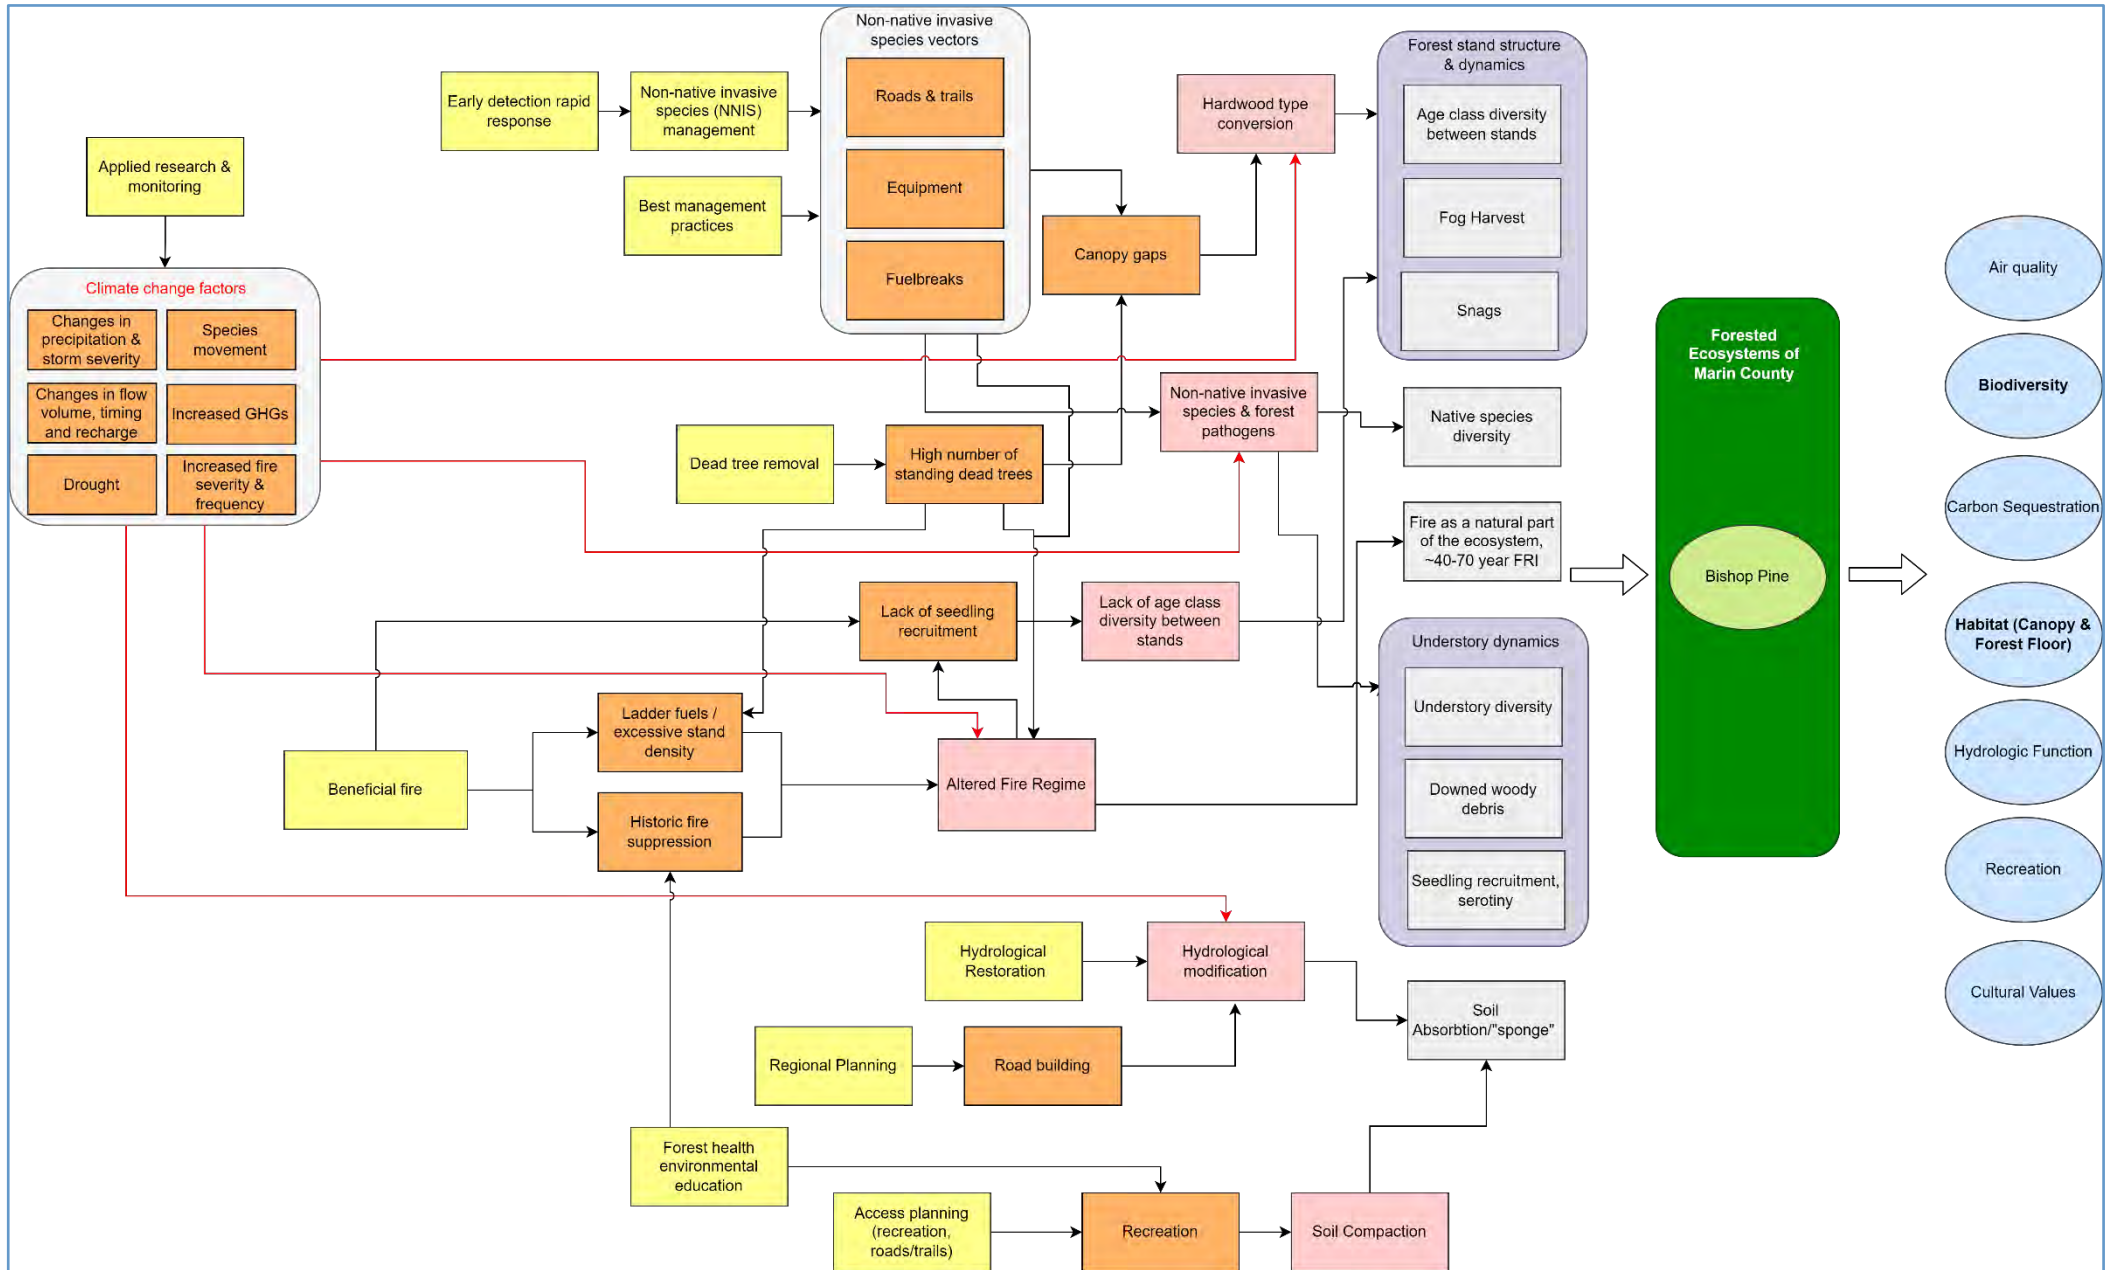 Non-native invasive
species vectors
Roads & trails
Equipment
Fuelbreaks
Early detection rapid
response
Non-native invasive
species (NNIS)
management
Best management
practices
Applied research &
monitoring
Climate change factors
Changes in
precipitation &
storm severity
Species
movement
Changes in flow
volume, timing
and recharge
Increased GHGs
Drought
Increased fire
severity &
frequency
Canopy gaps
Hardwood type
conversion
Forest stand structure
& dynamics
Age class diversity
between stands
Fog Harvest
Snags
Dead tree removal
High number of
standing dead trees
Non-native invasive
species & forest
pathogens
Native species
diversity
Fire as a natural part
of the ecosystem,
~40-70 year FRI
Lack of seedling
recruitment
Lack of age class
diversity between
stands
Understory dynamics
Understory diversity
Downed woody
debris
Seedling recruitment,
serotiny
Beneficial fire
Ladder fuels /
excessive stand
density
Historic fire
suppression
Altered Fire Regime
Hydrological
Restoration
Hydrological
modification
Soil
Absorbtion/"sponge"
Regional Planning
Road building
Forest health
environmental
education
Access planning
(recreation,
roads/trails)
Recreation
Soil Compaction
Forested
Ecosystems of
Marin County
Bishop Pine
Air quality
Biodiversity
Carbon Sequestration
Habitat (Canopy &
Forest Floor)
Hydrologic Function
Recreation
Cultural Values